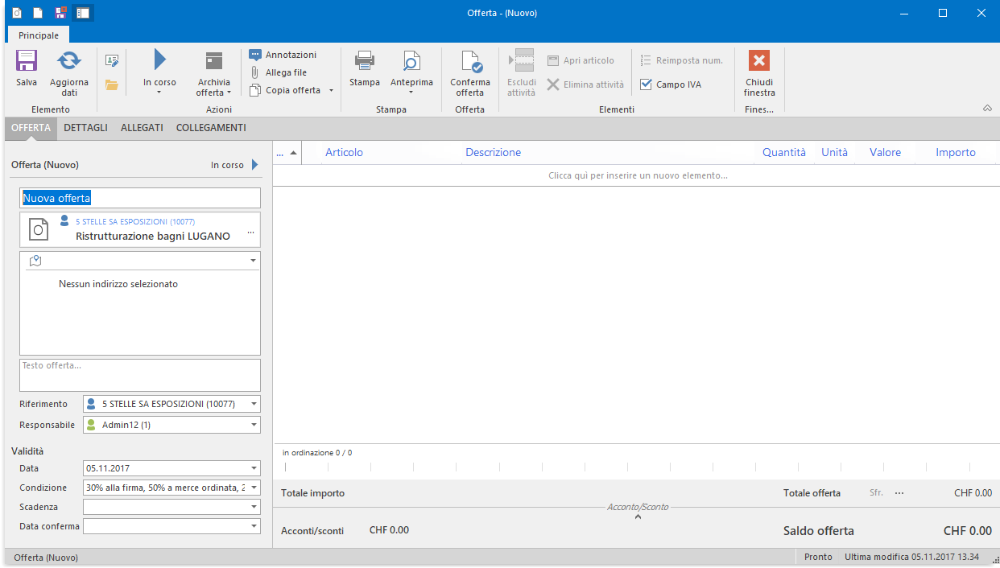 Offerta - (Nuovo)
Principale
Salva
Aggiorna dati
Elemento
In corso
Archivia offerta
Annotazioni
Allega file
Copia offerta
Azioni
Stampa
Anteprima
Stampa
Conferma offerta
Offerta
Escludi attività
Apri articolo
Elimina attività
Reimposta num.
Campo IVA
Elementi
Chiudi finestra
Fines...
OFFERTA DETTAGLI ALLEGATI COLLEGAMENTI
Offerta (Nuovo) In corso
Nuova offerta
5 STELLE SA ESPOSIZIONI (10077)
O Ristrutturazione bagni LUGANO ...
Nessun indirizzo selezionato
Testo offerta...
Riferimento 5 STELLE SA ESPOSIZIONI (10077)
Responsabile Admin12 (1)
Validità
Data 05.11.2017
Condizione 30% alla firma, 50% a merce ordinata, 2
Scadenza
Data conferma
... Articolo Descrizione Quantità Unità Valore Importo
Clicca quì per inserire un nuovo elemento...
in ordinazione 0 / 0
Totale importo Totale offerta Sfr. ... CHF 0.00
Acconto/Sconto
Acconti/sconti CHF 0.00 Saldo offerta CHF 0.00
Offerta (Nuovo) Pronto Ultima modifica 05.11.2017 13.34